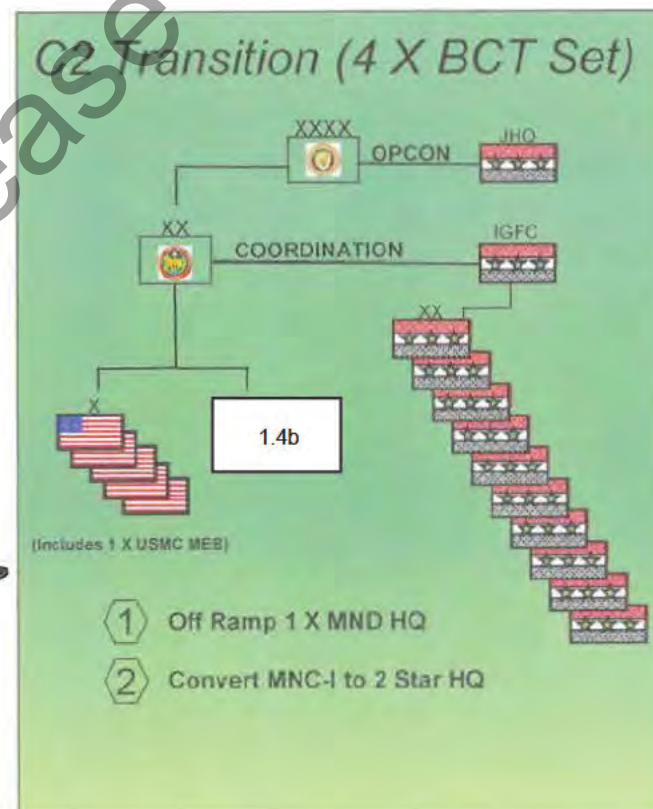 ease
C2 Transition (4 X BCT Set)
XXXX
JHQ
OPCON
XX
IGFC
COORDINATION
XX
X
1.4b
(Includes 1 X USMC MEB)
1 Off Ramp 1 X MND HQ
2 Convert MNC-I to 2 Star HQ